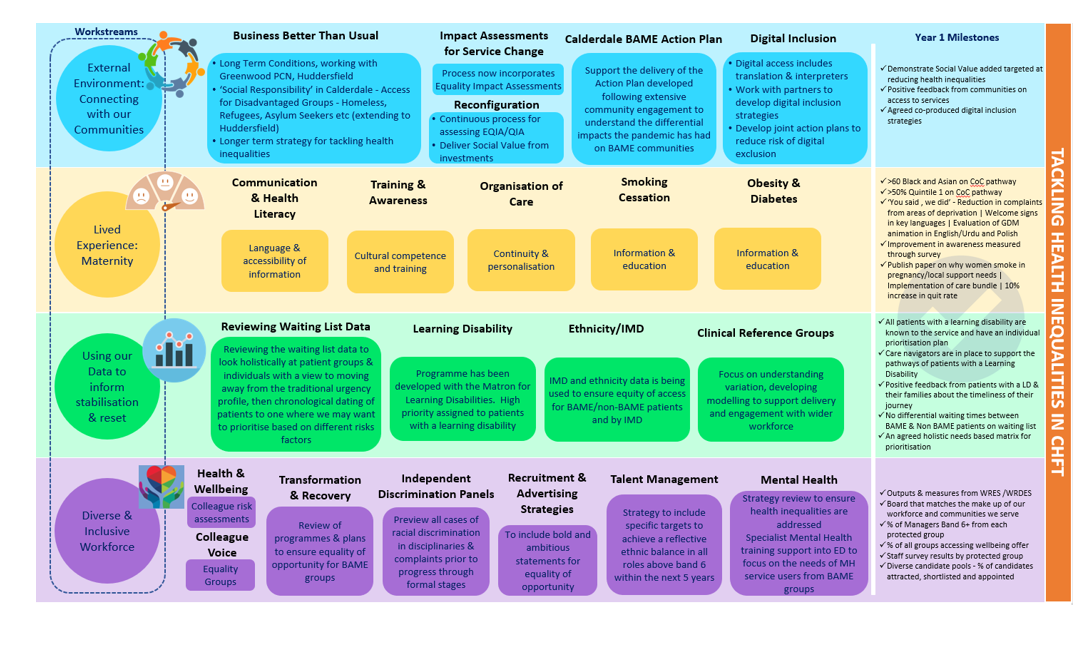 Workstreams
Business Better Than Usual
Impact Assessments
for Service Change
Calderdale BAME Action Plan
Digital Inclusion
Year 1 Milestones
External
Environment:
Connecting
with our
Communities
• Long Term Conditions, working with
Greenwood PCN, Huddersfield
• ‘Social Responsibility’ in Calderdale - Access
for Disadvantaged Groups - Homeless,
Refugees, Asylum Seekers etc (extending to
Huddersfield)
• Longer term strategy for tackling health
inequalities
Process now incorporates
Equality Impact Assessments
Reconfiguration
• Continuous process for
assessing EQIA/QIA
• Deliver Social Value from
investments
Support the delivery of the
Action Plan developed
following extensive
community engagement to
understand the differential
impacts the pandemic has had
on BAME communities
• Digital access includes
translation & interpreters
• Work with partners to
develop digital inclusion
strategies
• Develop joint action plans to
reduce risk of digital
exclusion
✓Demonstrate Social Value added targeted at
reducing health inequalities
✓Positive feedback from communities on
access to services
✓Agreed co-produced digital inclusion
strategies
Lived
Experience:
Maternity
Communication
& Health
Literacy
Training &
Awareness
Organisation of
Care
Smoking
Cessation
Obesity &
Diabetes
Language &
accessibility of
information
Cultural competence
and training
Continuity &
personalisation
Information &
education
Information &
education
✓>60 Black and Asian on CoC pathway
✓>50% Quintile 1 on CoC pathway
✓‘You said , we did’ - Reduction in complaints
from areas of deprivation | Welcome signs
in key languages | Evaluation of GDM
animation in English/Urdu and Polish
✓Improvement in awareness measured
through survey
✓Publish paper on why women smoke in
pregnancy/local support needs |
Implementation of care bundle | 10%
increase in quit rate
Using our
Data to
inform
stabilisation
& reset
Reviewing Waiting List Data
Learning Disability
Ethnicity/IMD
Clinical Reference Groups
Reviewing the waiting list data to
look holistically at patient groups &
individuals with a view to moving
away from the traditional urgency
profile, then chronological dating of
patients to one where we may want
to prioritise based on different risks
factors
Programme has been
developed with the Matron for
Learning Disabilities. High
priority assigned to patients
with a learning disability
IMD and ethnicity data is being
used to ensure equity of access
for BAME/non-BAME patients
and by IMD
Focus on understanding
variation, developing
modelling to support delivery
and engagement with wider
workforce
✓All patients with a learning disability are
known to the service and have an individual
prioritisation plan
✓Care navigators are in place to support the
pathways of patients with a Learning
Disability
✓Positive feedback from patients with a LD &
their families about the timeliness of their
journey
✓No differential waiting times between
BAME & Non BAME patients on waiting list
✓An agreed holistic needs based matrix for
prioritisation
Diverse &
Inclusive
Workforce
Health &
Wellbeing
Colleague risk
assessments
Colleague
Voice
Equality
Groups
Transformation
& Recovery
Review of
programmes & plans
to ensure equality of
opportunity for BAME
groups
Independent
Discrimination Panels
Preview all cases of
racial discrimination
in disciplinaries &
complaints prior to
progress through
formal stages
Recruitment &
Advertising
Strategies
To include bold and
ambitious
statements for
equality of
opportunity
Talent Management
Strategy to include
specific targets to
achieve a reflective
ethnic balance in all
roles above band 6
within the next 5 years
Mental Health
Strategy review to ensure
health inequalities are
addressed
Specialist Mental Health
training support into ED to
focus on the needs of MH
service users from BAME
groups
✓Outputs & measures from WRES /WRDES
✓Board that matches the make up of our
workforce and communities we serve
✓% of Managers Band 6+ from each
protected group
✓% of all groups accessing wellbeing offer
✓Staff survey results by protected group
✓Diverse candidate pools - % of candidates
attracted, shortlisted and appointed
TACKLING HEALTH INEQUALITIES IN CHFT